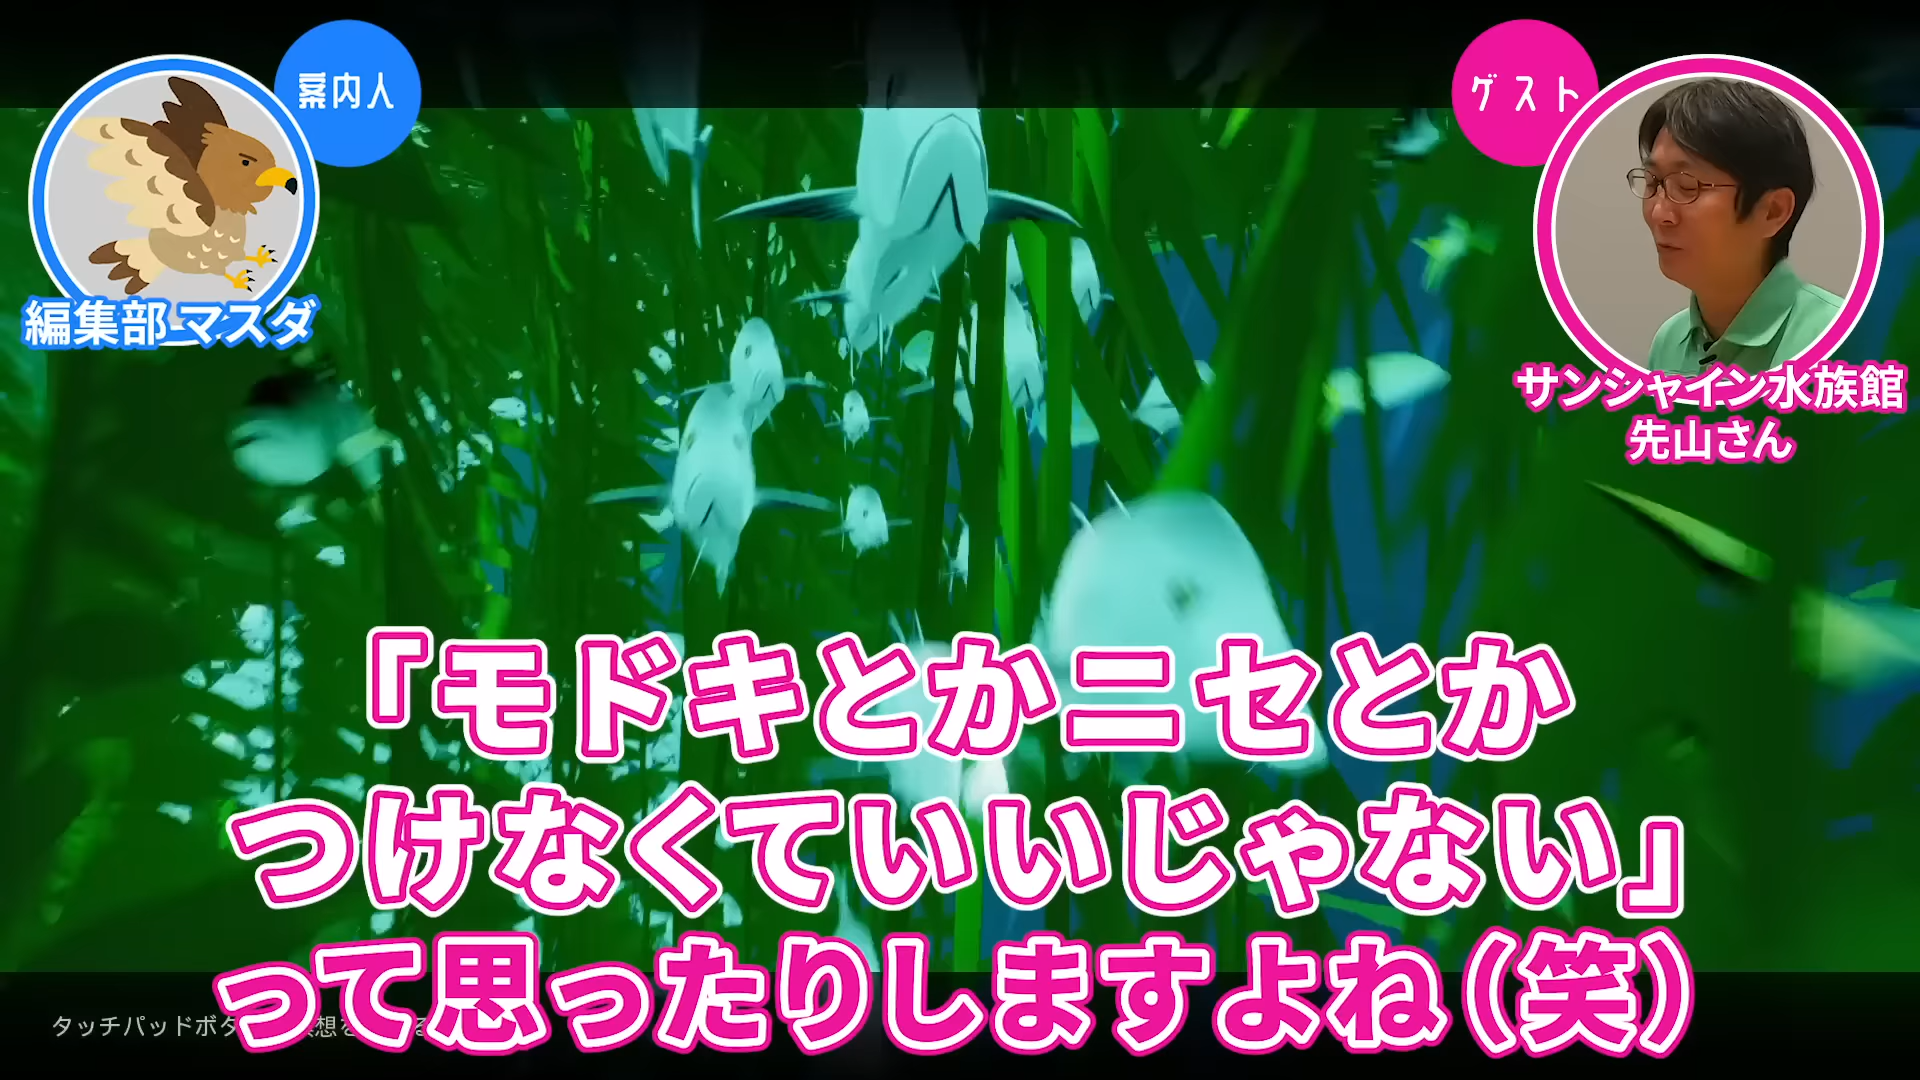 案内人
編集部 マスダ
ゲスト
サンシャイン水族館
先山さん
「モドキとかニセとか
つけなくていいじゃない」
って思ったりしますよね（笑）
タッチパッドボタ